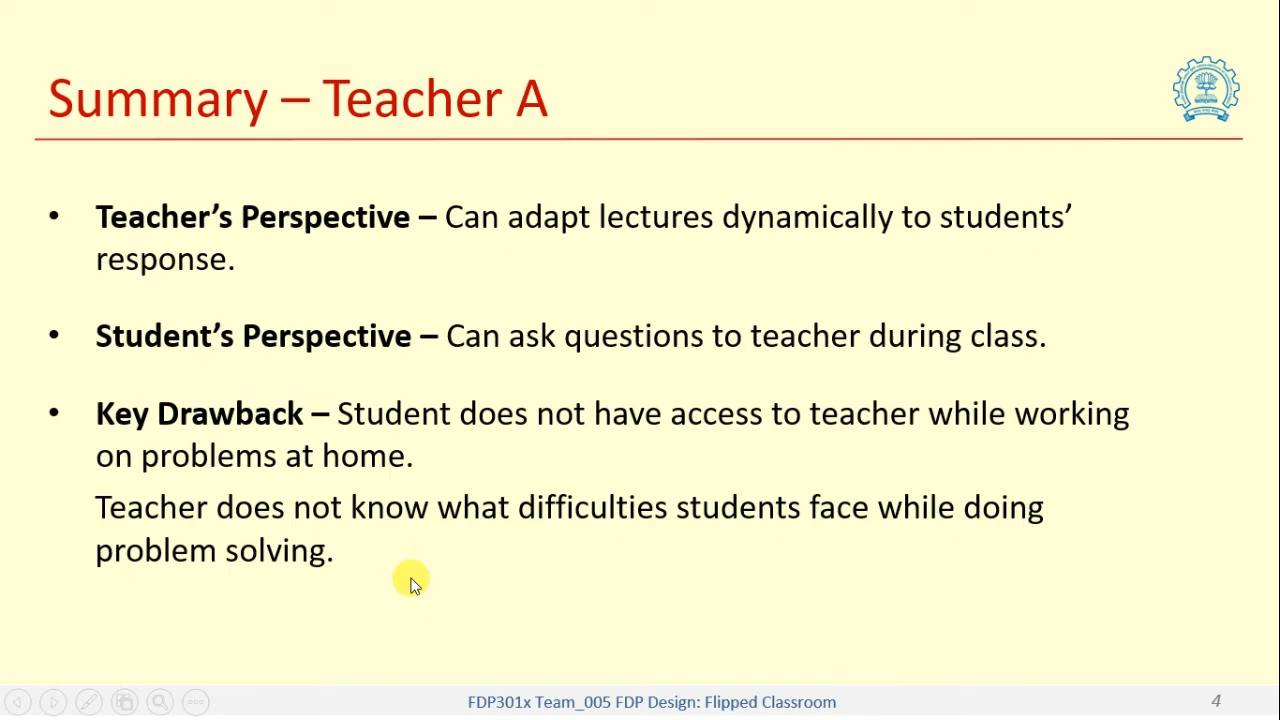 Summary – Teacher A
• Teacher’s Perspective – Can adapt lectures dynamically to students’
response.
• Student’s Perspective – Can ask questions to teacher during class.
• Key Drawback – Student does not have access to teacher while working
on problems at home.
Teacher does not know what difficulties students face while doing
problem solving.
FDP301x Team_005 FDP Design: Flipped Classroom
4